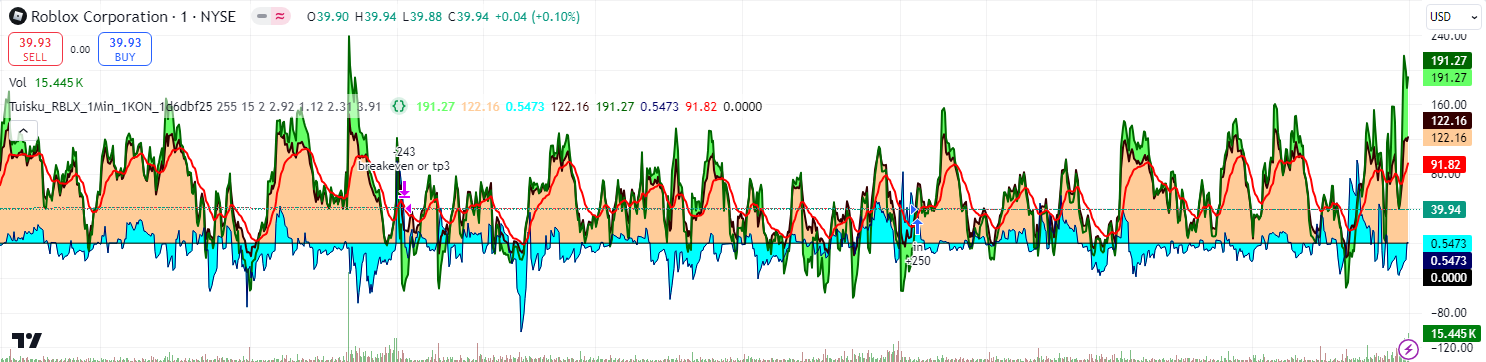 Roblox Corporation · 1 · NYSE O39.90 H39.94 L39.88 C39.94 +0.04 (+0.10%)
USD
39.93 SELL
0.00
39.93 BUY
Vol 15.445 K
Tuisku_RBLX_1Min_1KON_1d6dbf25 255 15 2 2.92 1.12 2.31 3.91 {} 191.27 122.16 0.5473 122.16 191.27 0.5473 91.82 0.0000
-243
breakeven or tp3
in
+250
240.00
191.27
191.27
160.00
122.16
122.16
91.82
39.94
0.5473
0.5473
0.0000
−80.00
15.445 K
−120.00